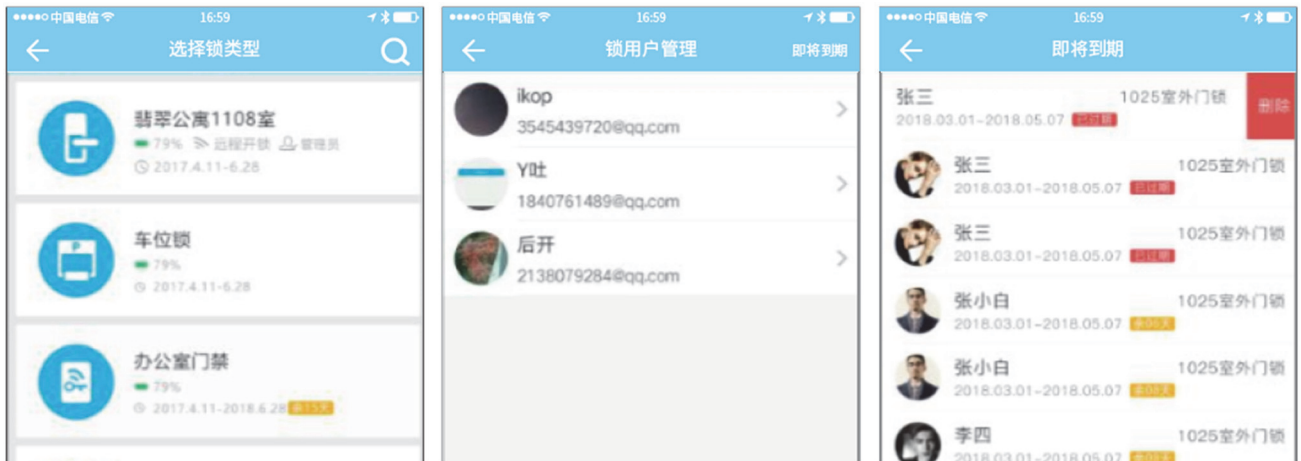 中国电信 16:59
选择锁类型
翡翠公寓1108室
79% 远程开锁 管理员
2017.4.11-6.28
P
车位锁
79%
2017.4.11-6.28
办公室门禁
79%
2017.4.11-2018.6.28 余15天
中国电信 16:59
锁用户管理 即将到期
ikop
3545439720@qq.com
Y吐
1840761489@qq.com
后开
2138079284@qq.com
中国电信 16:59
即将到期
张三 1025室外门锁 删除
2018.03.01-2018.05.07 已过期
张三 1025室外门锁
2018.03.01-2018.05.07 已过期
张三 1025室外门锁
2018.03.01-2018.05.07 已过期
张小白 1025室外门锁
2018.03.01-2018.05.07
张小白 1025室外门锁
2018.03.01-2018.05.07
李四 1025室外门锁
2018.03.01-2018.05.07